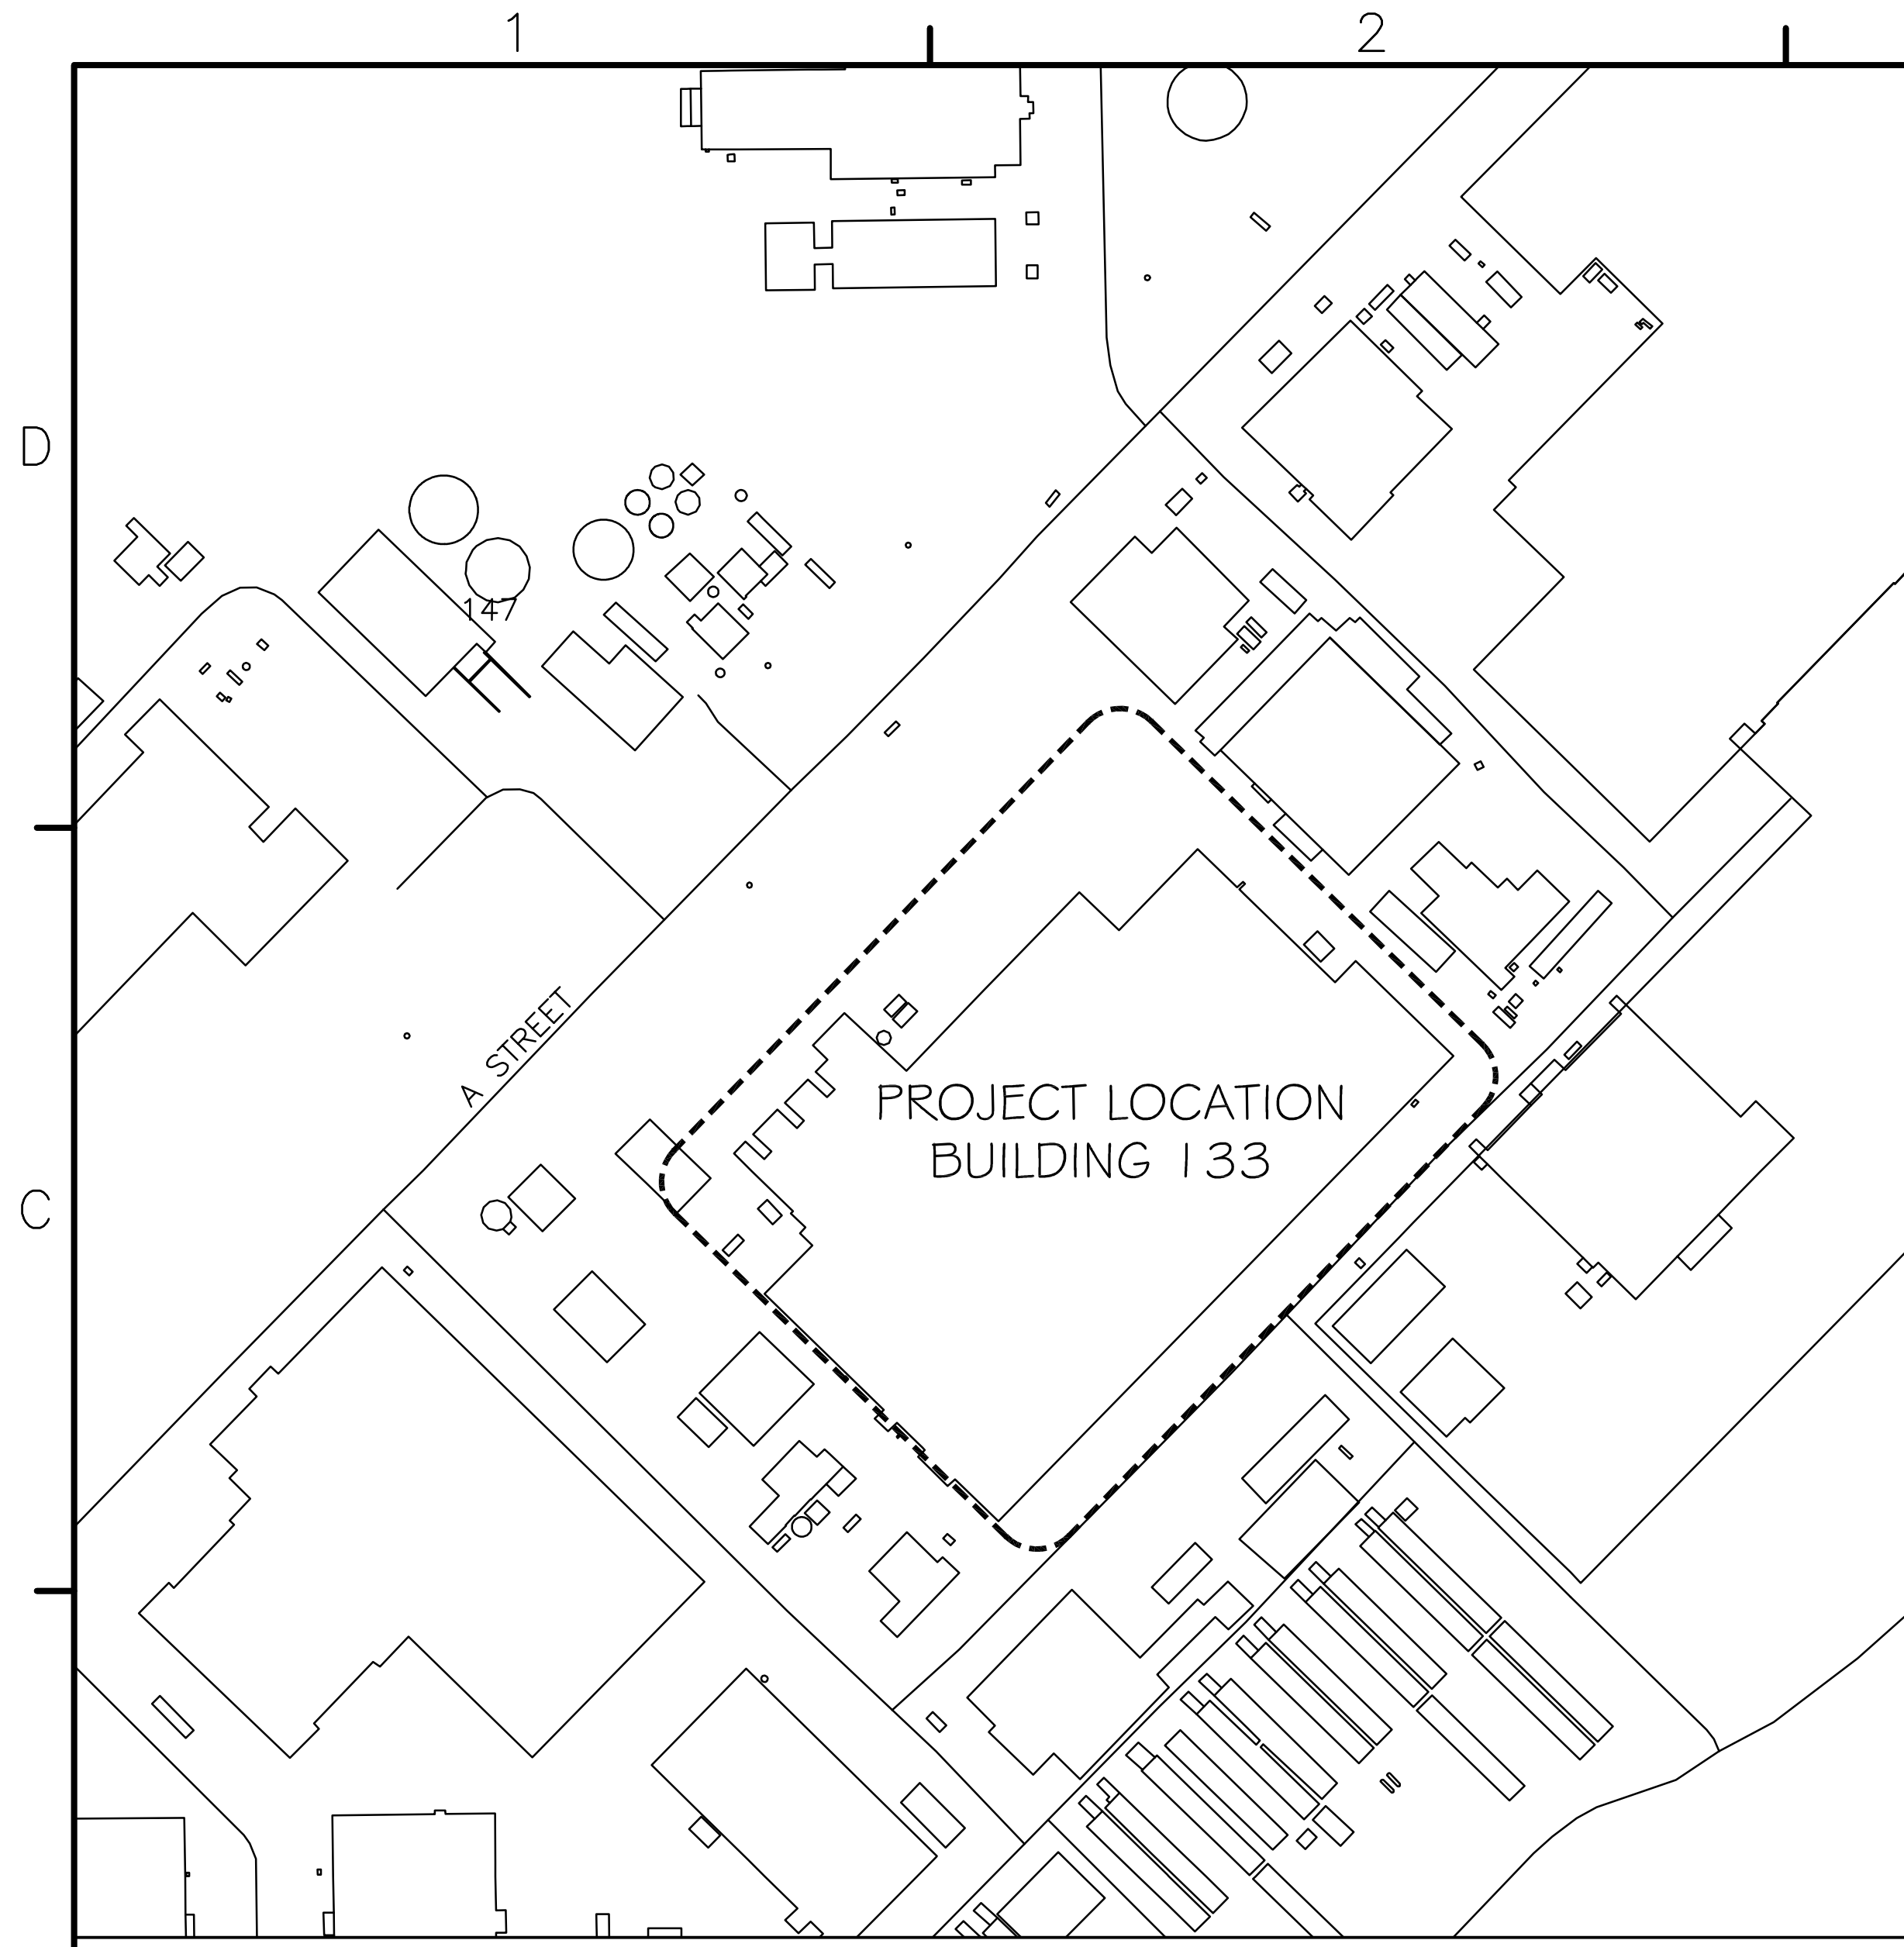 1
2
D
147
A STREET
PROJECT LOCATION
BUILDING 133
C